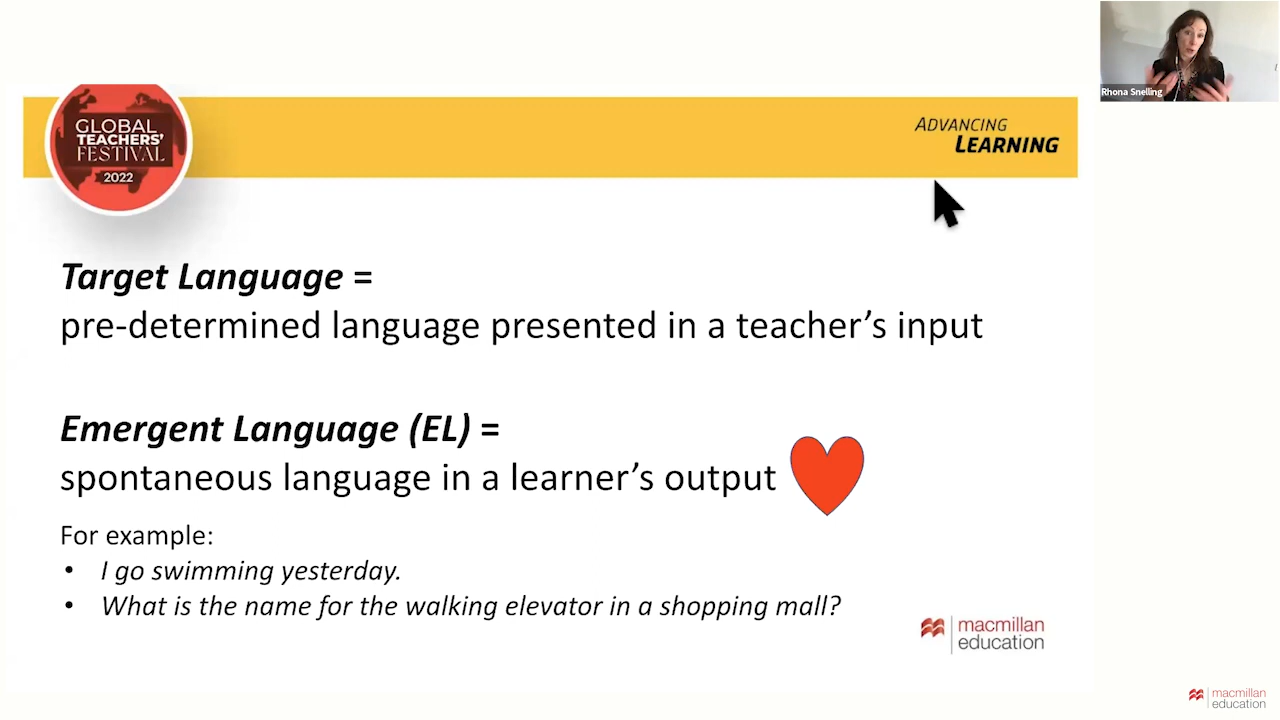 Rhona Snelling
GLOBAL
TEACHERS'
FESTIVAL
2022
ADVANCING
LEARNING
Target Language =
pre-determined language presented in a teacher’s input
Emergent Language (EL) =
spontaneous language in a learner’s output
For example:
• I go swimming yesterday.
• What is the name for the walking elevator in a shopping mall?
macmillan
education
macmillan
education